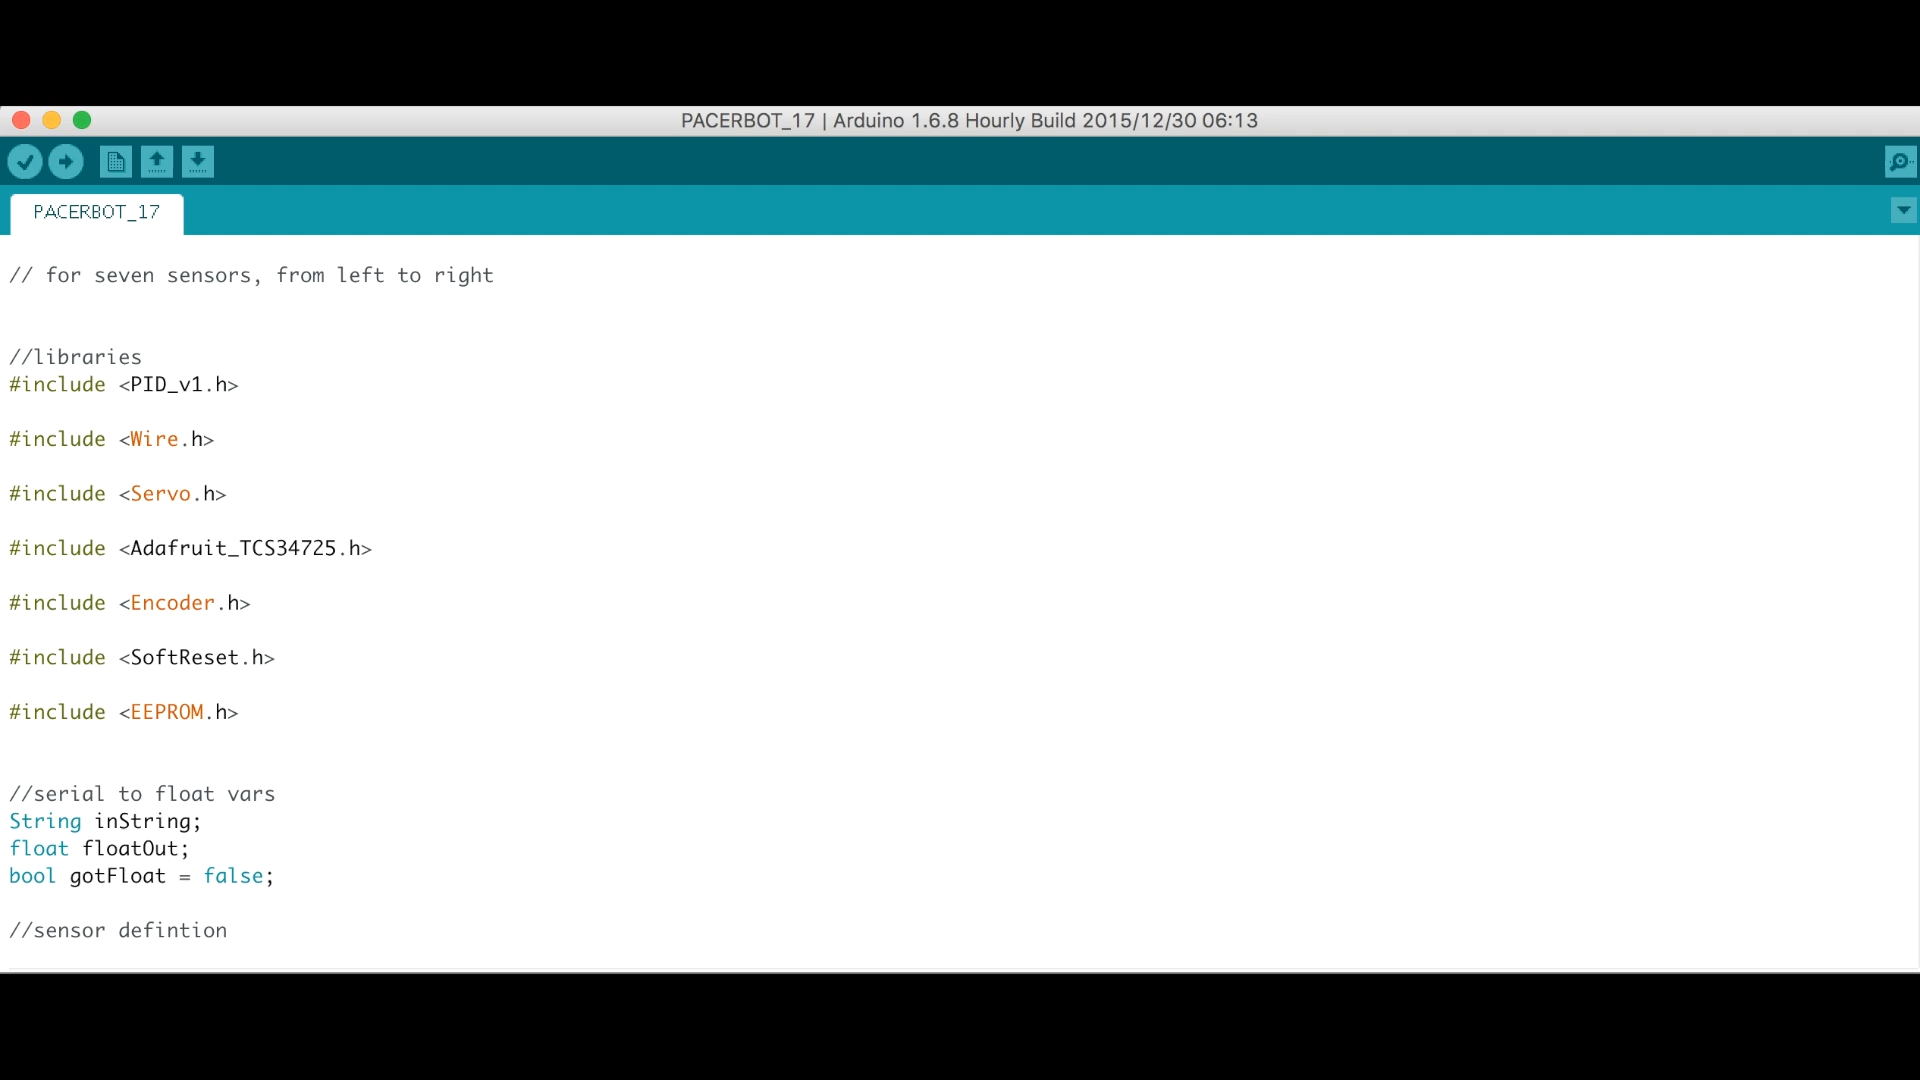 PACERBOT_17 | Arduino 1.6.8 Hourly Build 2015/12/30 06:13
PACERBOT_17
// for seven sensors, from left to right
//libraries
#include <PID_v1.h>
#include <Wire.h>
#include <Servo.h>
#include <Adafruit_TCS34725.h>
#include <Encoder.h>
#include <SoftReset.h>
#include <EEPROM.h>
//serial to float vars
String inString;
float floatOut;
bool gotFloat = false;
//sensor defintion